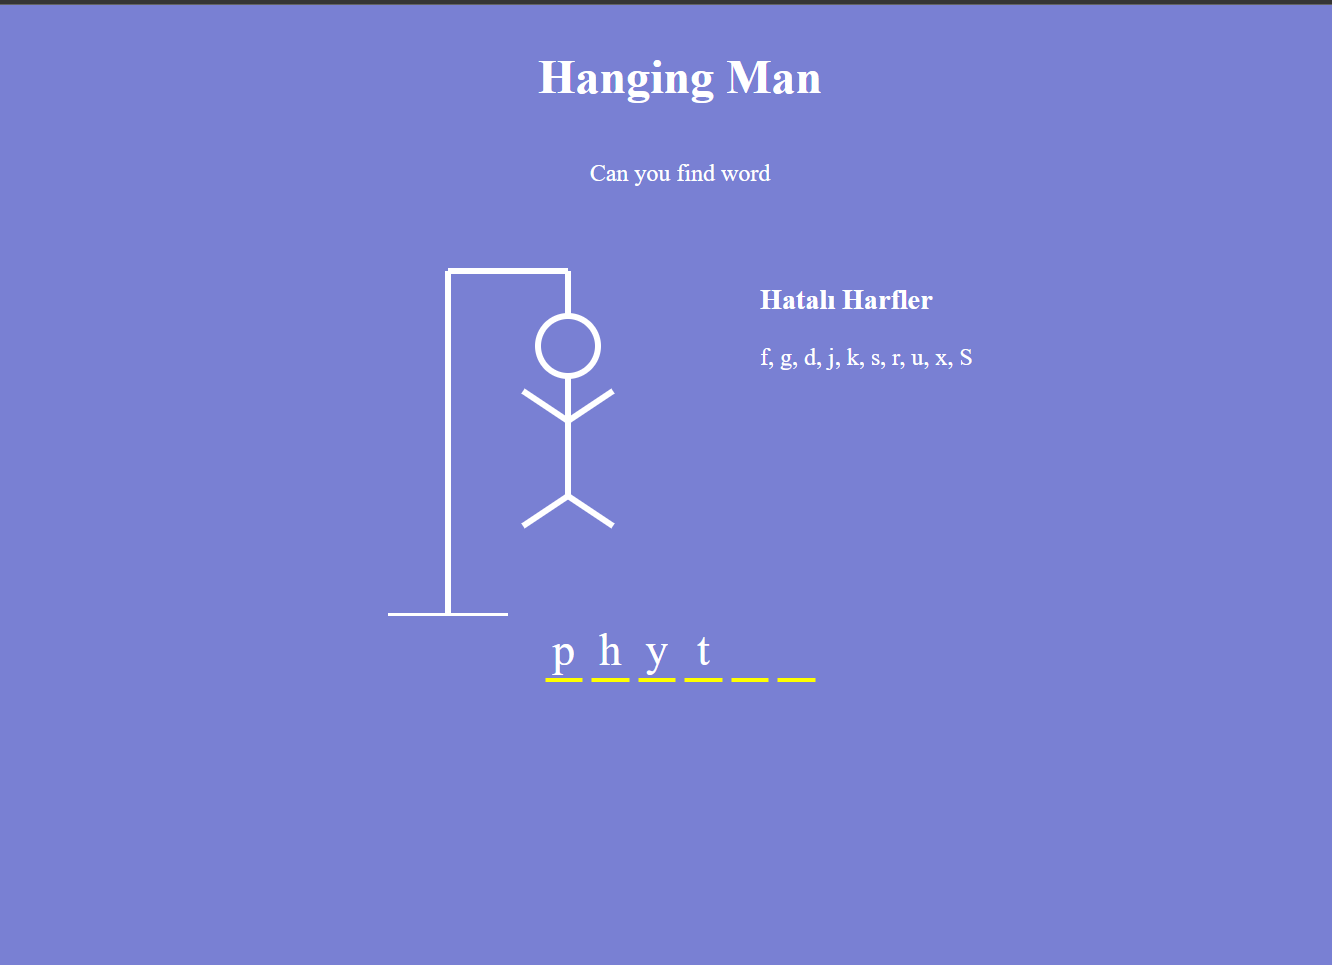 Hanging Man
Can you find word
Hatalı Harfler
f, g, d, j, k, s, r, u, x, S
p h y t _ _